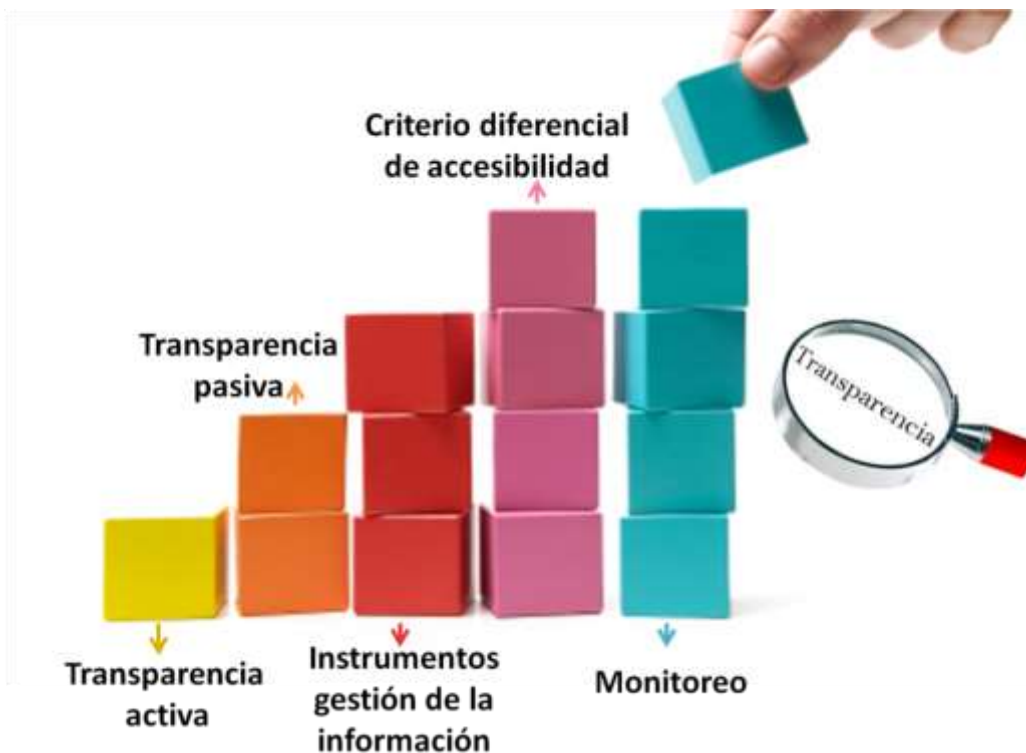 Criterio diferencial
de accesibilidad
Transparencia
pasiva
Transparencia
Transparencia
activa
Instrumentos
gestión de la
información
Monitoreo